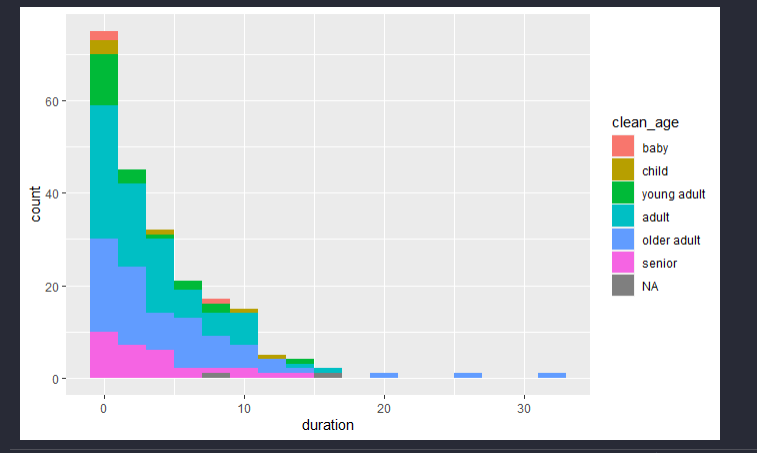 count
60
40
20
0
0 10 20 30
duration
clean_age
baby
child
young adult
adult
older adult
senior
NA